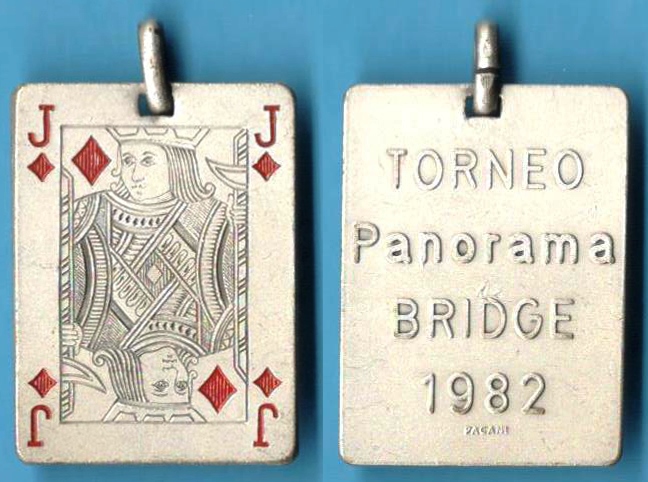 J J
TORNEO
Panorama
BRIDGE
1982
PAGANI
J J